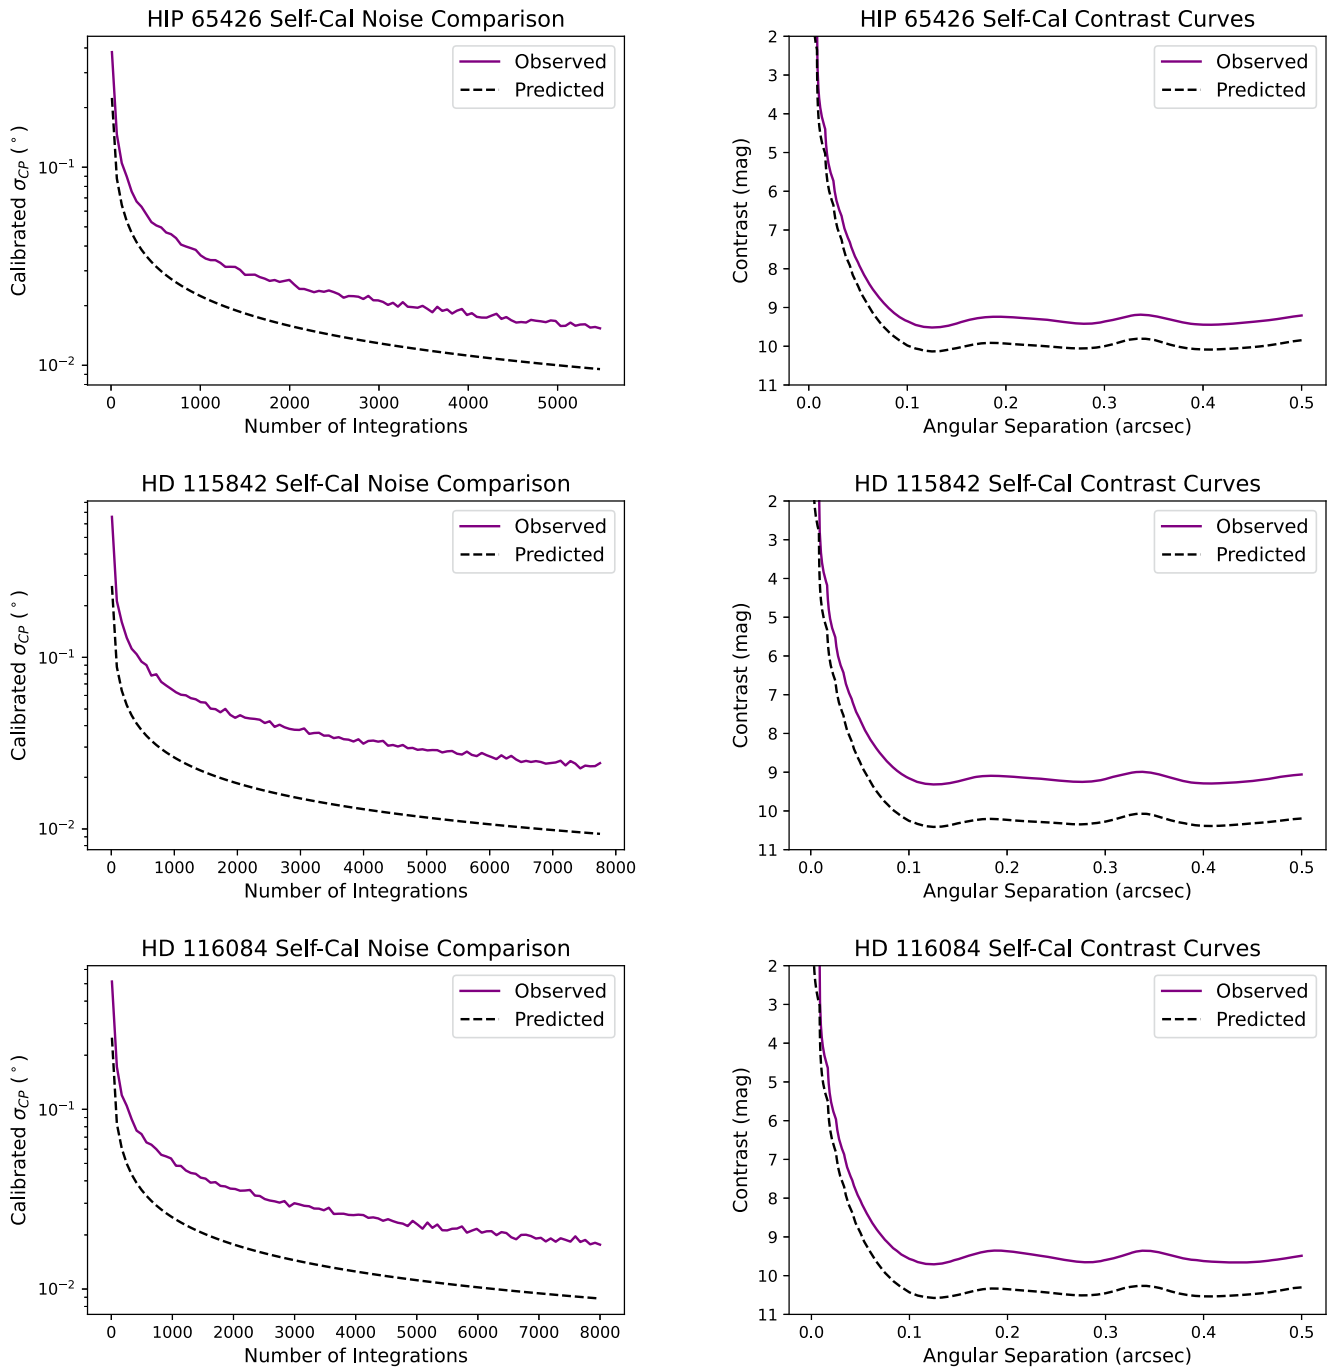 HIP 65426 Self-Cal Noise Comparison
Calibrated σCP (°)
10⁻¹
10⁻²
Observed
Predicted
0 1000 2000 3000 4000 5000
Number of Integrations
HIP 65426 Self-Cal Contrast Curves
Contrast (mag)
2
3
4
5
6
7
8
9
10
11
Observed
Predicted
0.0 0.1 0.2 0.3 0.4 0.5
Angular Separation (arcsec)
HD 115842 Self-Cal Noise Comparison
Calibrated σCP (°)
10⁻¹
10⁻²
Observed
Predicted
0 1000 2000 3000 4000 5000 6000 7000 8000
Number of Integrations
HD 115842 Self-Cal Contrast Curves
Contrast (mag)
2
3
4
5
6
7
8
9
10
11
Observed
Predicted
0.0 0.1 0.2 0.3 0.4 0.5
Angular Separation (arcsec)
HD 116084 Self-Cal Noise Comparison
Calibrated σCP (°)
10⁻¹
10⁻²
Observed
Predicted
0 1000 2000 3000 4000 5000 6000 7000 8000
Number of Integrations
HD 116084 Self-Cal Contrast Curves
Contrast (mag)
2
3
4
5
6
7
8
9
10
11
Observed
Predicted
0.0 0.1 0.2 0.3 0.4 0.5
Angular Separation (arcsec)